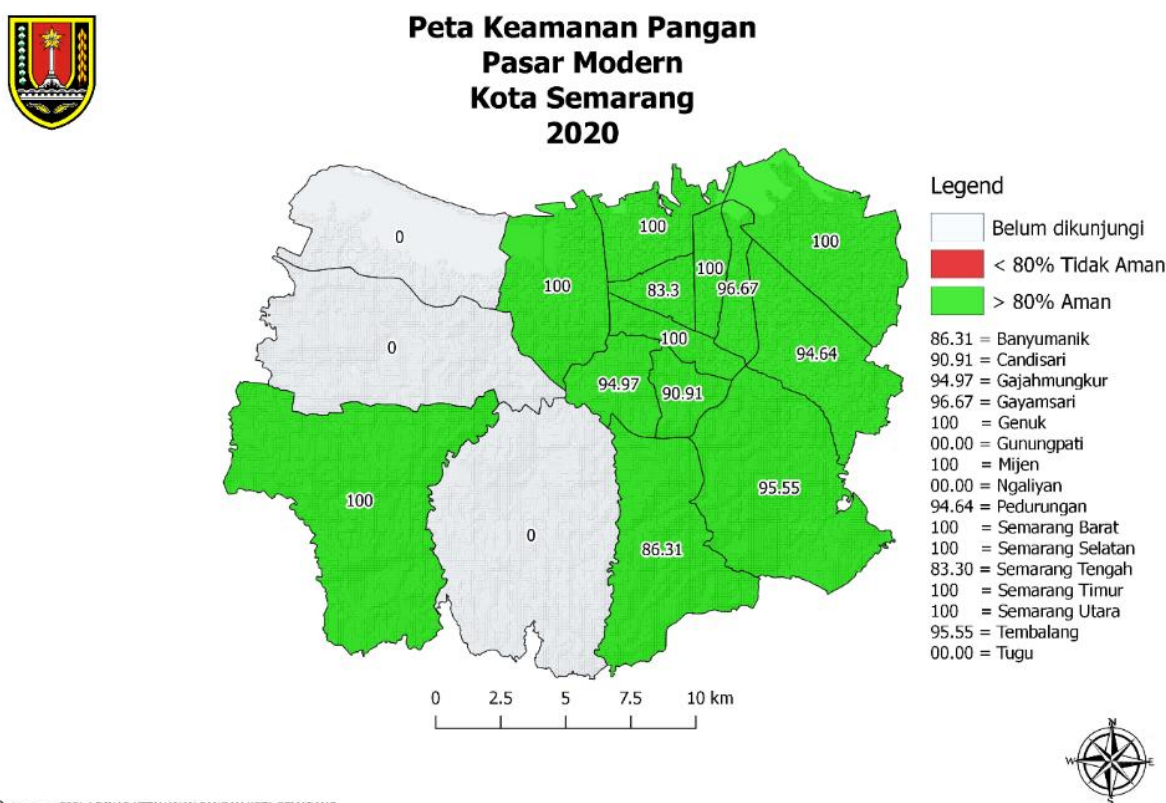 Peta Keamanan Pangan
Pasar Modern
Kota Semarang
2020
Legend
Belum dikunjungi
< 80% Tidak Aman
> 80% Aman
86.31 = Banyumanik
90.91 = Candisari
94.97 = Gajahmungkur
96.67 = Gayamsari
100 = Genuk
00.00 = Gunungpati
100 = Mijen
00.00 = Ngaliyan
94.64 = Pedurungan
100 = Semarang Barat
100 = Semarang Selatan
83.30 = Semarang Tengah
100 = Semarang Timur
100 = Semarang Utara
95.55 = Tembalang
00.00 = Tugu
0
100
100
100
100
83.3
96.67
0
100
94.64
94.97
90.91
100
95.55
0
86.31
0 2.5 5 7.5 10 km
N
W E
S